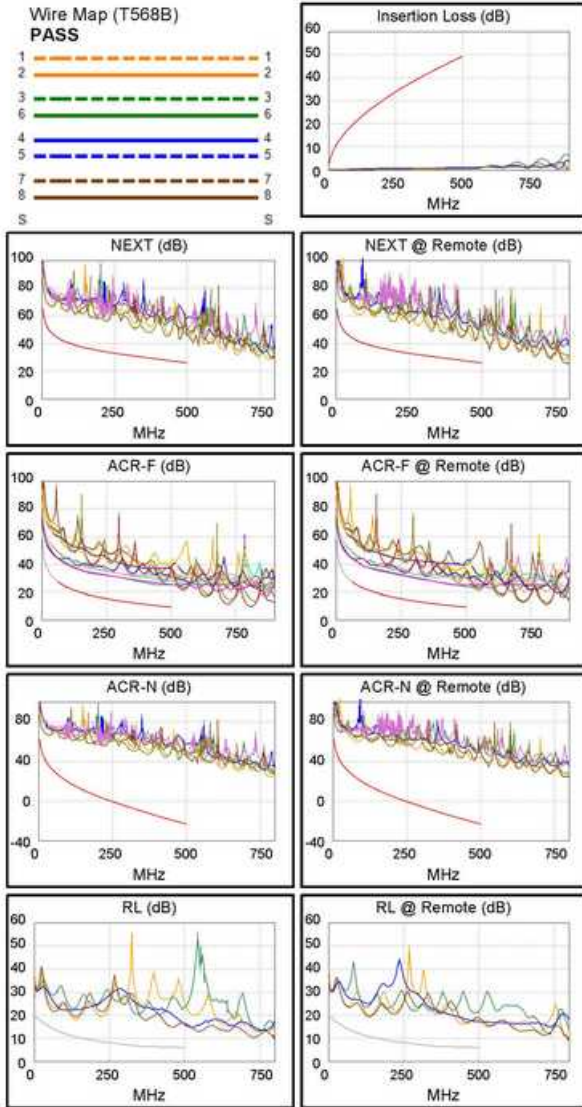 Wire Map (T568B)
PASS
1 1
2 2
3 3
6 6
4 4
5 5
7 7
8 8
S S
Insertion Loss (dB)
60
50
40
30
20
10
0
0 250 500 750
MHz
NEXT (dB)
100
80
60
40
20
0
0 250 500 750
MHz
NEXT @ Remote (dB)
100
80
60
40
20
0
0 250 500 750
MHz
ACR-F (dB)
100
80
60
40
20
0
0 250 500 750
MHz
ACR-F @ Remote (dB)
100
80
60
40
20
0
0 250 500 750
MHz
ACR-N (dB)
80
40
0
-40
0 250 500 750
MHz
ACR-N @ Remote (dB)
80
40
0
-40
0 250 500 750
MHz
RL (dB)
60
50
40
30
20
10
0
0 250 500 750
MHz
RL @ Remote (dB)
60
50
40
30
20
10
0
0 250 500 750
MHz